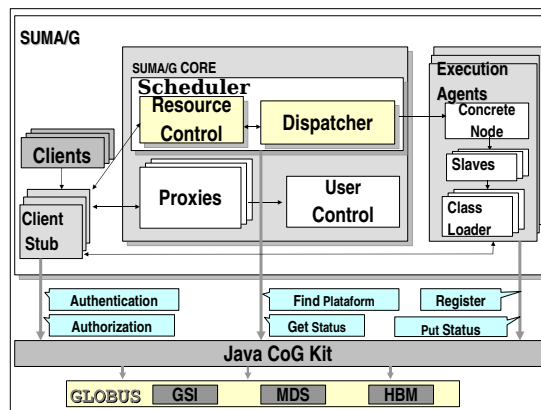 SUMA/G
SUMA/G CORE
Scheduler
Resource
Control
Dispatcher
Execution
Agents
Concrete
Node
Slaves
Class
Loader
Clients
Client
Stub
Proxies
User
Control
Authentication
Authorization
Find Plataform
Get Status
Register
Put Status
Java CoG Kit
GLOBUS
GSI
MDS
HBM